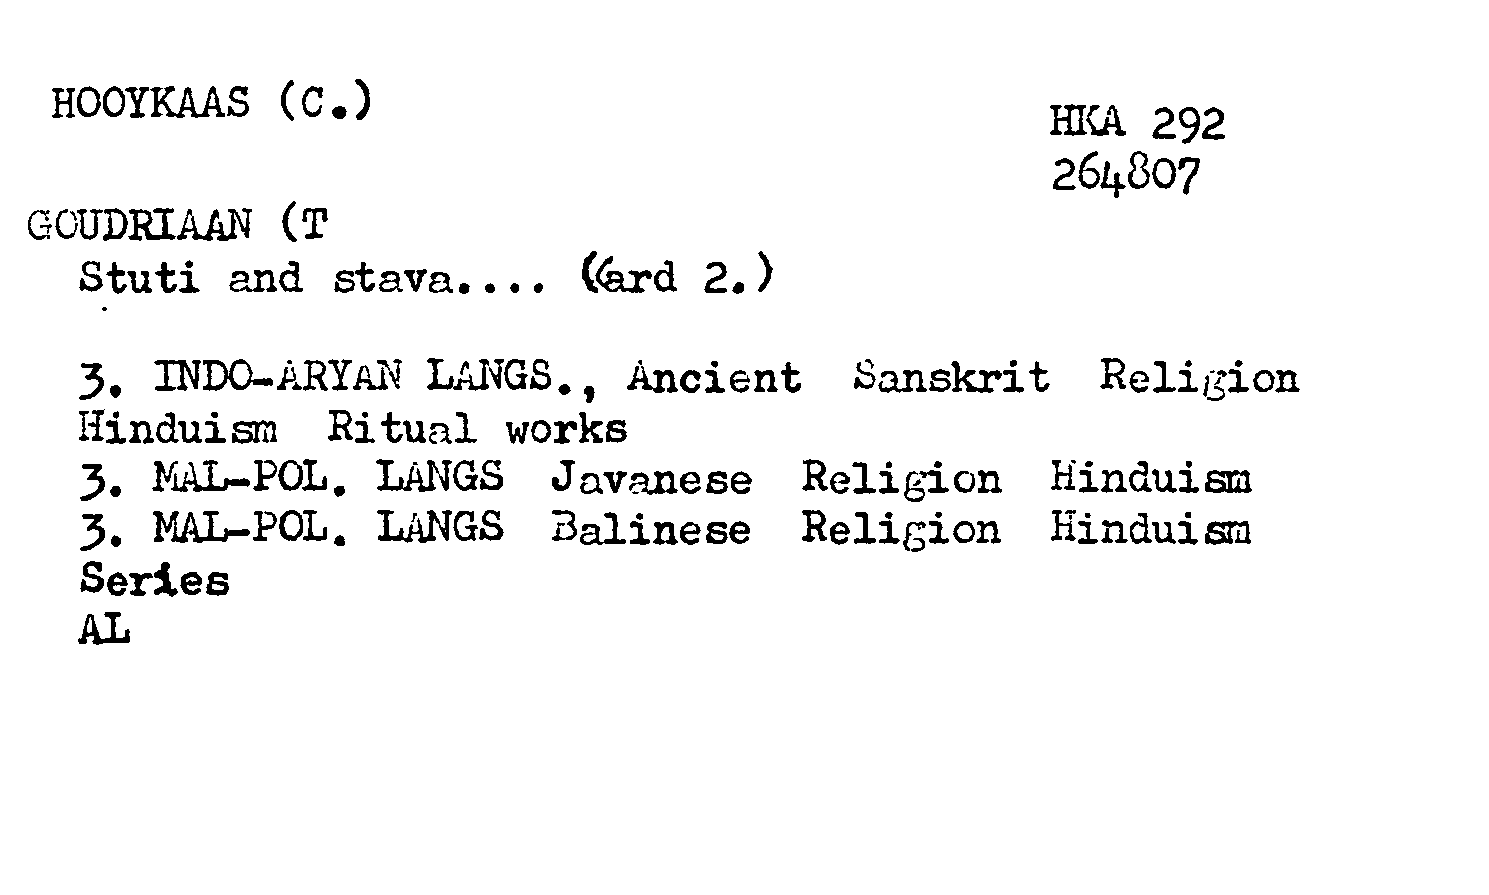 HOOYKAAS (C.)
HKA 292
264807
GOUDRIAAN (T
Stuti and stava.... (Card 2.)
3. INDO-ARYAN LANGS., Ancient Sanskrit Religion
Hinduism Ritual works
3. MAL-POL. LANGS Javanese Religion Hinduism
3. MAL-POL. LANGS Balinese Religion Hinduism
Series
AL